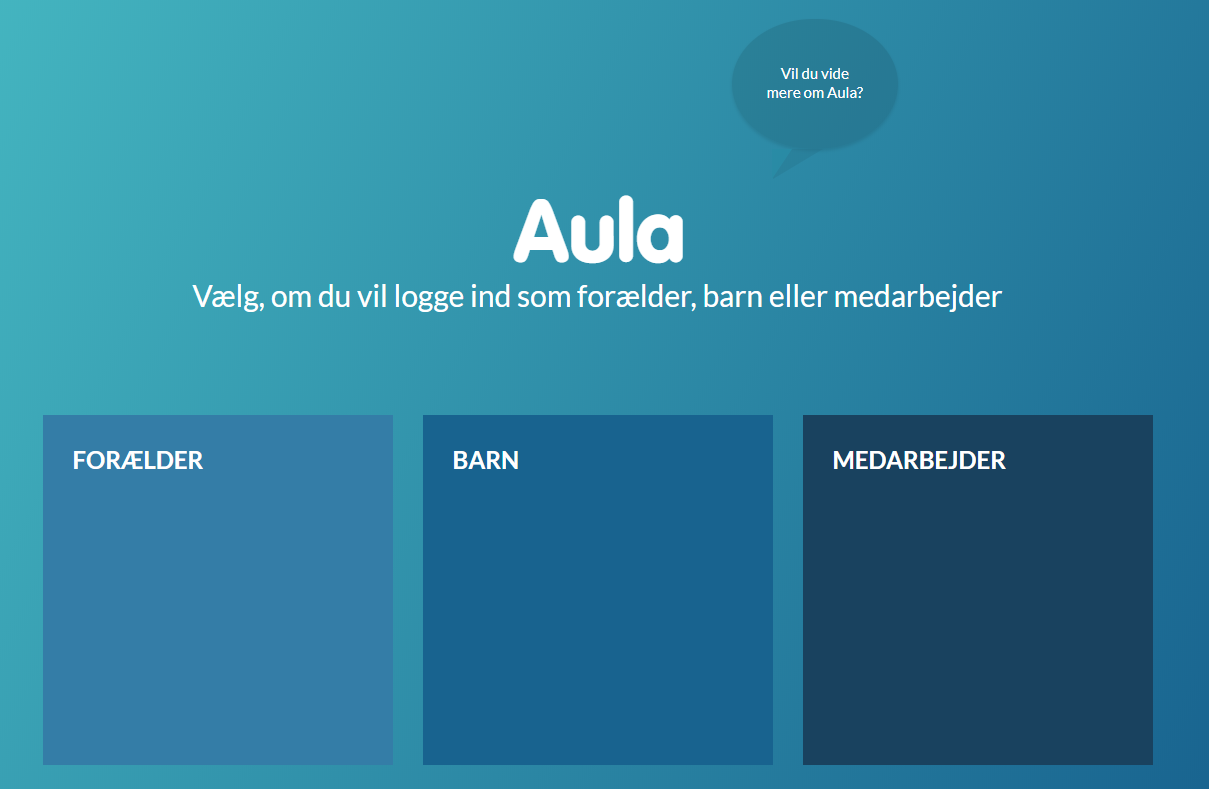 Vil du vide
mere om Aula?
Aula
Vælg, om du vil logge ind som forælder, barn eller medarbejder
FORÆLDER
BARN
MEDARBEJDER